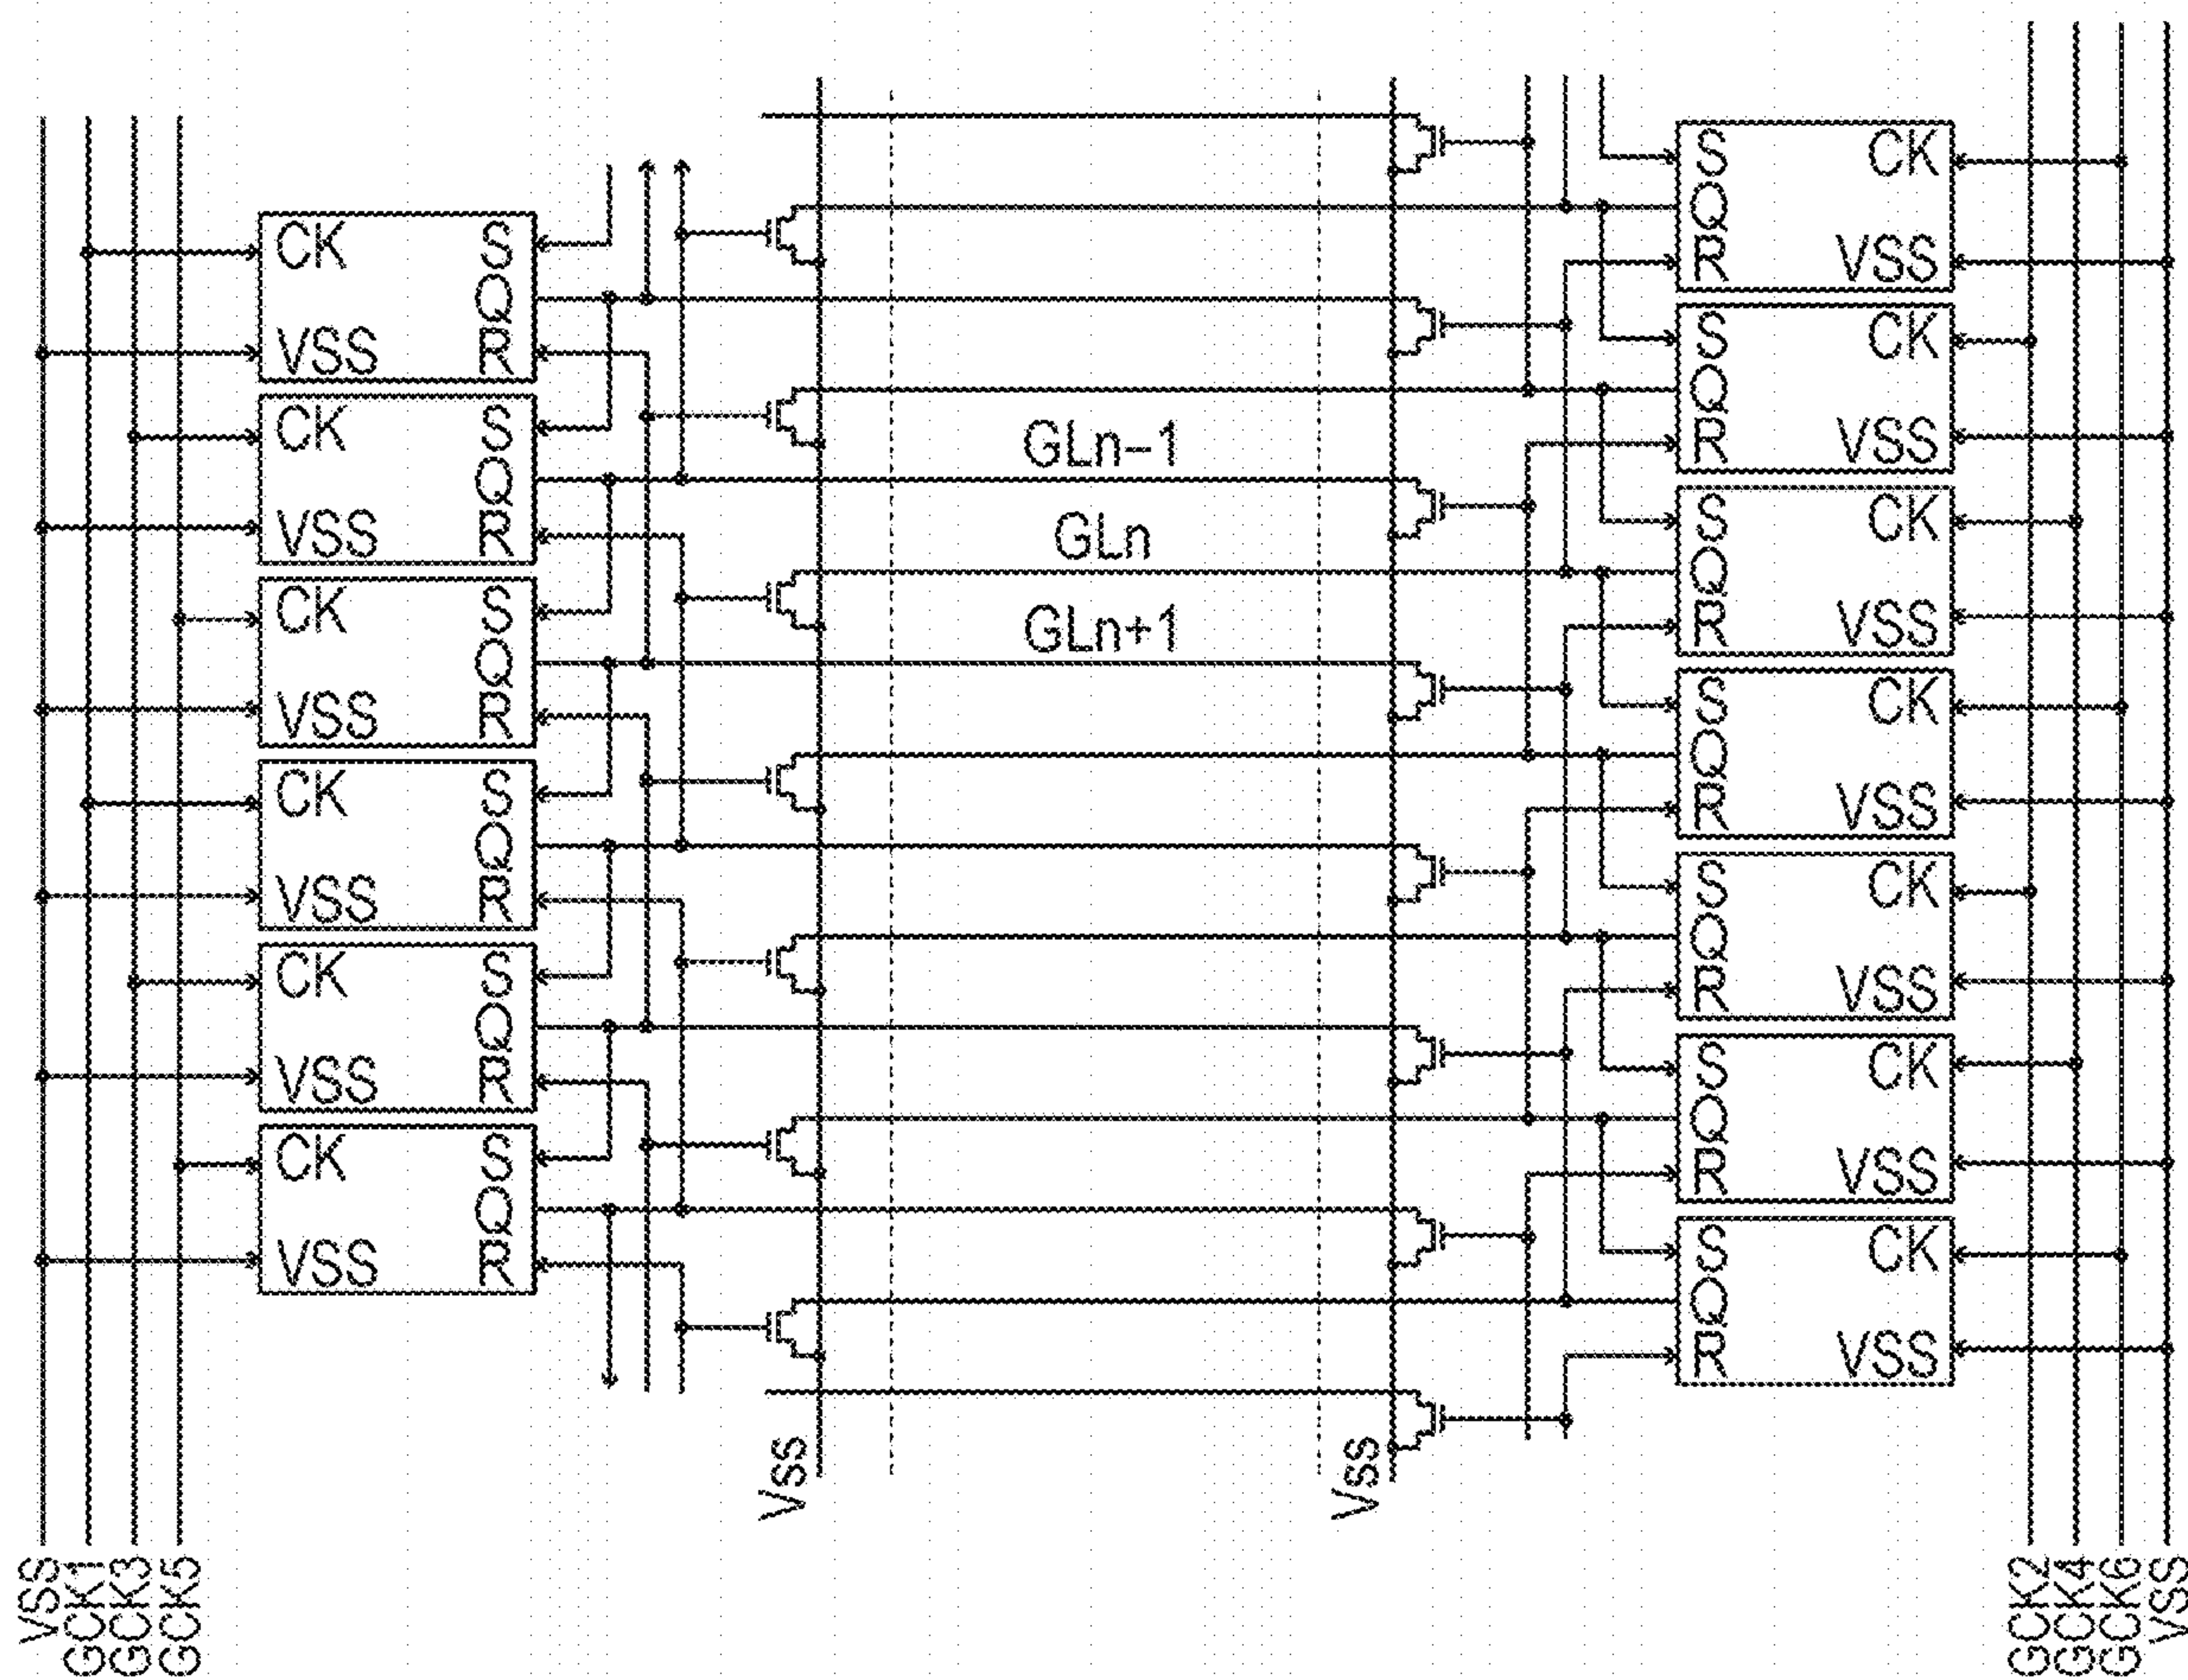 CK S
Q
VSS R
CK S
Q
VSS R
CK S
Q
VSS R
CK S
Q
VSS R
CK S
Q
VSS R
CK S
Q
VSS R
GLn-1
GLn
GLn+1
S CK
Q
R VSS
S CK
Q
R VSS
S CK
Q
R VSS
S CK
Q
R VSS
S CK
Q
R VSS
S CK
Q
R VSS
S CK
Q
R VSS
Vss
Vss
VSS
GCK1
GCK3
GCK5
GCK2
GCK4
GCK6
VSS